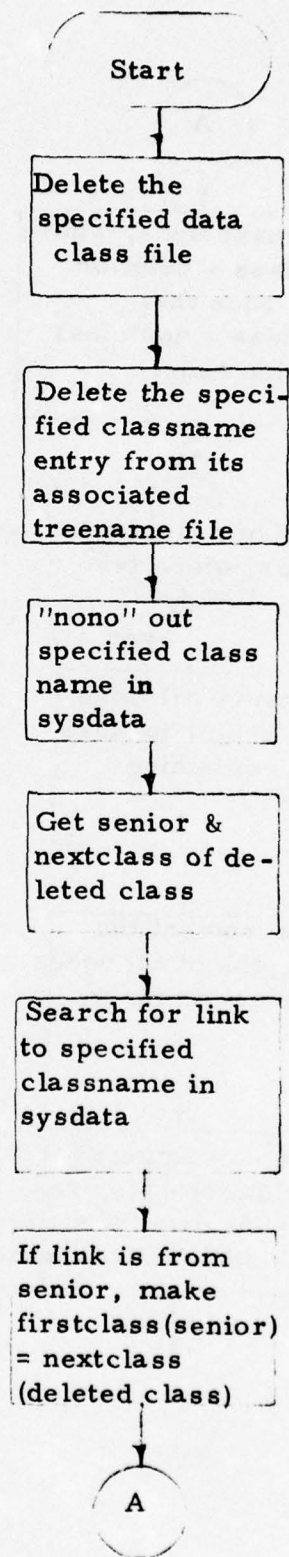 Start
Delete the
specified data
class file
Delete the speci-
fied classname
entry from its
associated
treename file
"nono" out
specified class
name in
sysdata
Get senior &
nextclass of de-
leted class
Search for link
to specified
classname in
sysdata
If link is from
senior, make
firstclass(senior)
= nextclass
(deleted class)
A